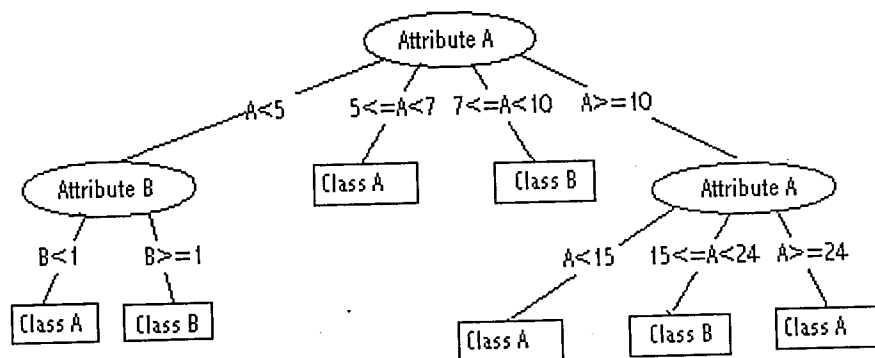 Attribute A
A<5
5<=A<7
7<=A<10
A>=10
Attribute B
Class A
Class B
Attribute A
B<1
B>=1
A<15
15<=A<24
A>=24
Class A
Class B
Class A
Class B
Class A